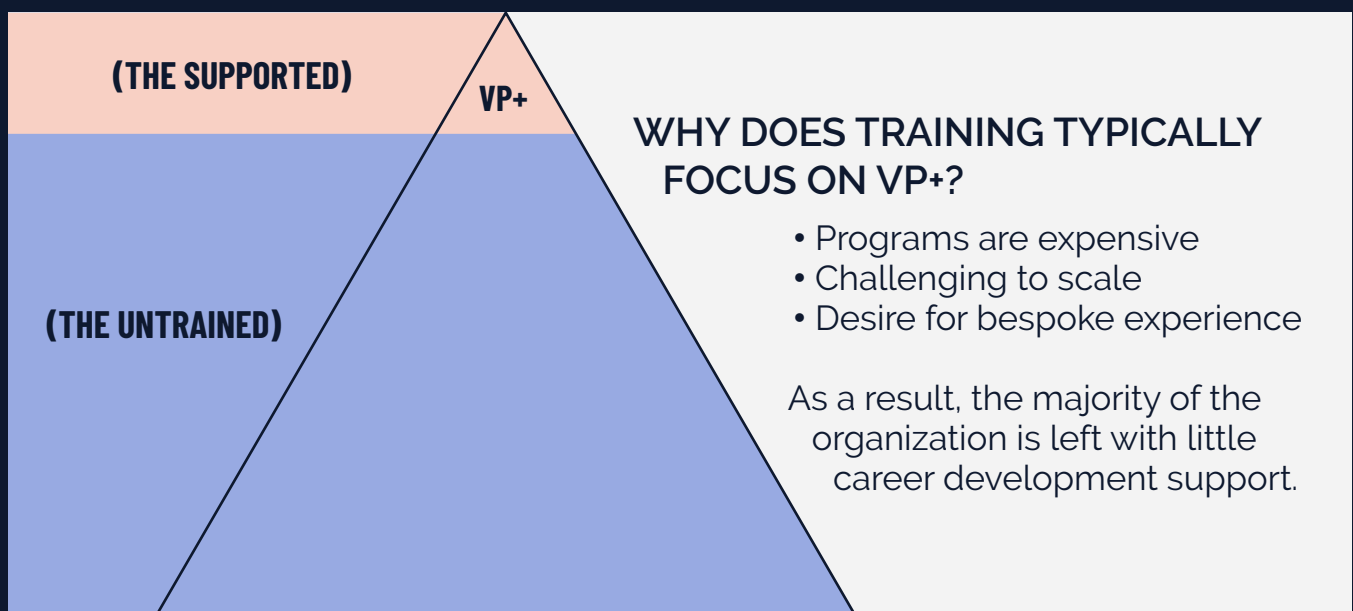 (THE SUPPORTED)
VP+
(THE UNTRAINED)
WHY DOES TRAINING TYPICALLY
FOCUS ON VP+?
• Programs are expensive
• Challenging to scale
• Desire for bespoke experience
As a result, the majority of the
organization is left with little
career development support.